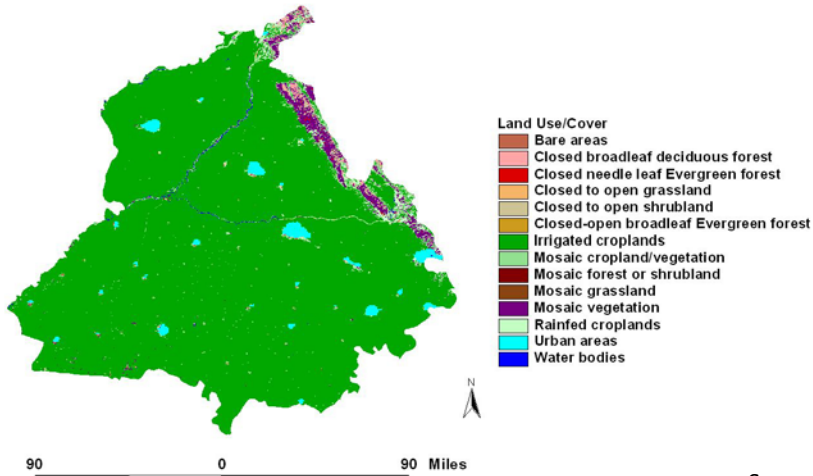 Land Use/Cover
Bare areas
Closed broadleaf deciduous forest
Closed needle leaf Evergreen forest
Closed to open grassland
Closed to open shrubland
Closed-open broadleaf Evergreen forest
Irrigated croplands
Mosaic cropland/vegetation
Mosaic forest or shrubland
Mosaic grassland
Mosaic vegetation
Rainfed croplands
Urban areas
Water bodies
N
90 0 90 Miles